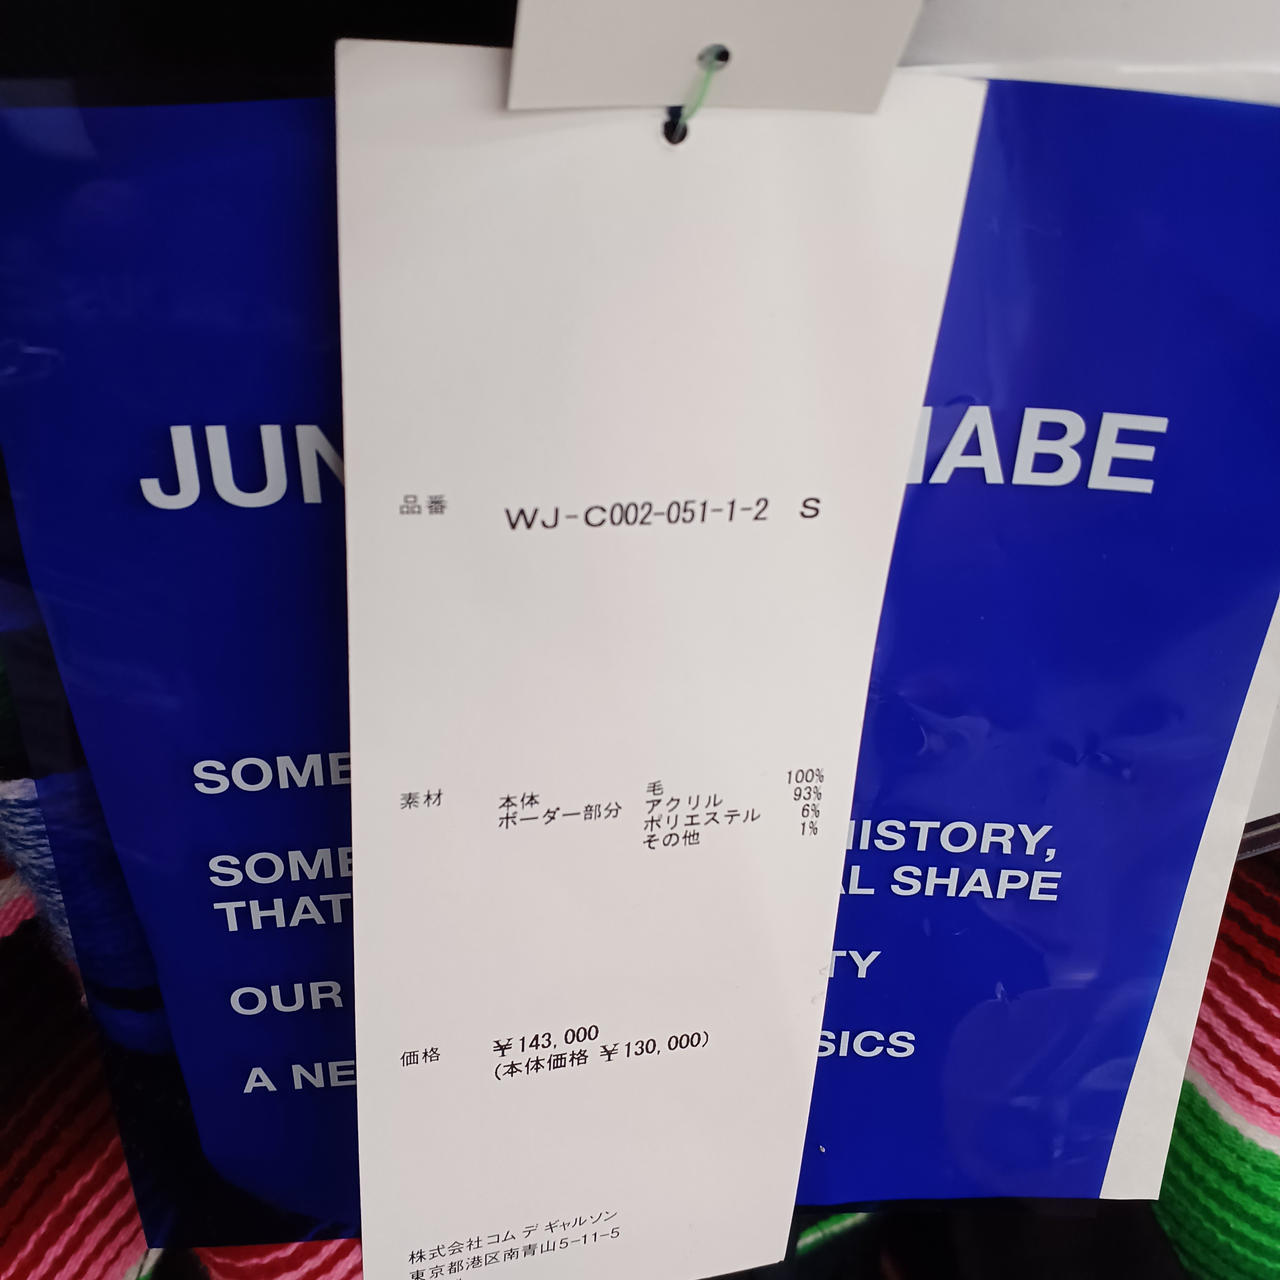 JUN
ABE
品番 WJ-C002-051-1-2 S
SOME
素材 本体 毛 100%
ボーダー部分 アクリル 93%
ポリエステル 6%
その他 1%
HISTORY,
SOME
AL SHAPE
THAT
TY
OUR
SICS
A NE
価格 ¥143,000
(本体価格 ¥130,000)
株式会社コム デ ギャルソン
東京都港区南青山5-11-5